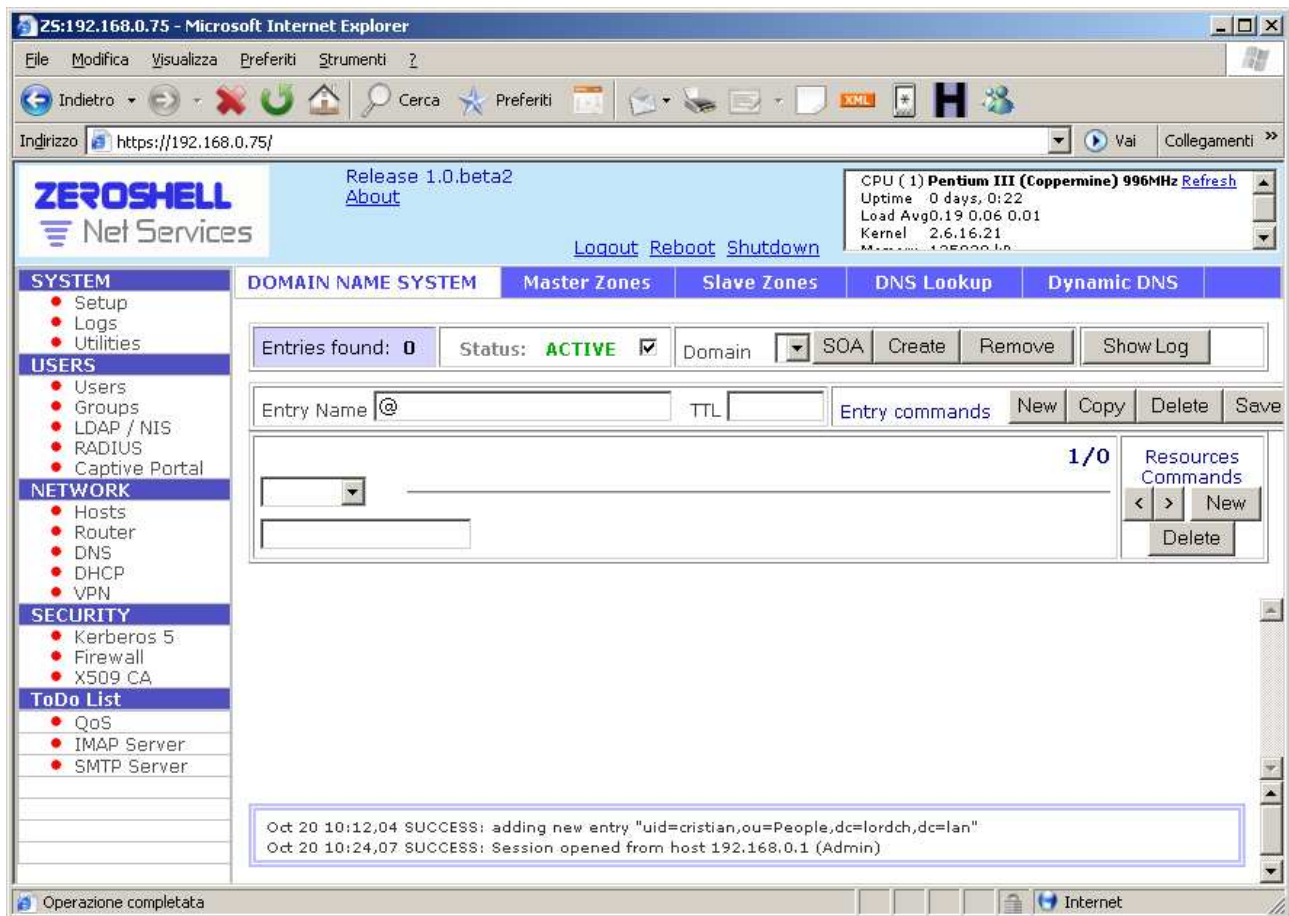 ZS:192.168.0.75 - Microsoft Internet Explorer
File Modifica Visualizza Preferiti Strumenti ?
Indietro Cerca Preferiti XML H
Indirizzo https://192.168.0.75/ Vai Collegamenti »
ZEROSHELL
Net Services
Release 1.0.beta2
About
Logout Reboot Shutdown
CPU ( 1) Pentium III (Coppermine) 996MHz Refresh
Uptime 0 days, 0:22
Load Avg0.19 0.06 0.01
Kernel 2.6.16.21
SYSTEM
Setup
Logs
Utilities
USERS
Users
Groups
LDAP / NIS
RADIUS
Captive Portal
NETWORK
Hosts
Router
DNS
DHCP
VPN
SECURITY
Kerberos 5
Firewall
X509 CA
ToDo List
QoS
IMAP Server
SMTP Server
DOMAIN NAME SYSTEM Master Zones Slave Zones DNS Lookup Dynamic DNS
Entries found: 0 Status: ACTIVE Domain SOA Create Remove Show Log
Entry Name @ TTL Entry commands New Copy Delete Save
1/0
Resources
Commands
< > New
Delete
Oct 20 10:12,04 SUCCESS: adding new entry "uid=cristian,ou=People,dc=lordch,dc=lan"
Oct 20 10:24,07 SUCCESS: Session opened from host 192.168.0.1 (Admin)
Operazione completata Internet